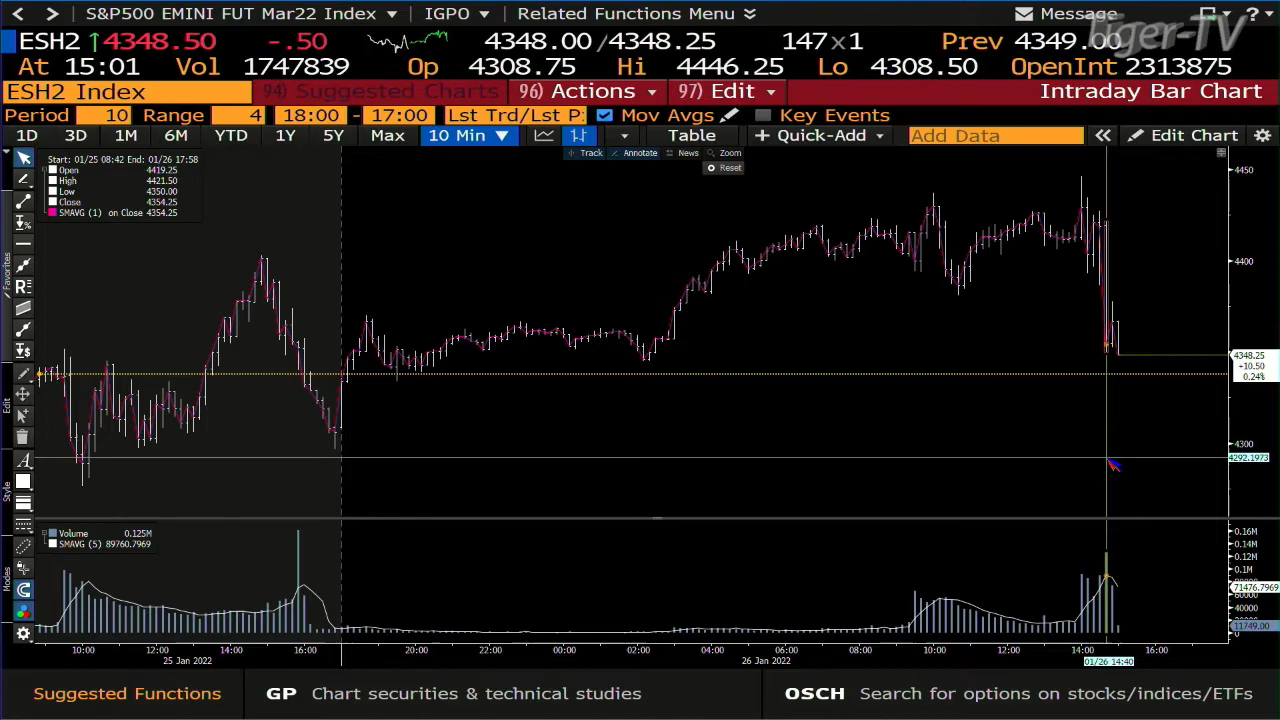 S&P500 EMINI FUT Mar22 Index IGPO Related Functions Menu Message ?
Tiger-TV
ESH2 ↑4348.50 -.50 4348.00/4348.25 147×1 Prev 4349.00
At 15:01 Vol 1747839 Op 4308.75 Hi 4446.25 Lo 4308.50 OpenInt 2313875
ESH2 Index 94) Suggested Charts 96) Actions 97) Edit Intraday Bar Chart
Period 10 Range 4 18:00 - 17:00 Lst Trd/Lst P Mov Avgs Key Events
1D 3D 1M 6M YTD 1Y 5Y Max 10 Min ▼ Table + Quick-Add Add Data « Edit Chart
Track Annotate News Zoom
Reset
Start: 01/25 08:42 End: 01/26 17:58
Open 4419.25
High 4421.50
Low 4350.00
Close 4354.25
SMAVG (1) on Close 4354.25
4450
4400
4348.25
+10.50
0.24%
4300
4292.1973
Favorites
Edit
Style
Modes
Volume 0.125M
SMAVG (5) 89760.7969
0.16M
0.14M
0.12M
0.1M
71476.7969
60000
40000
11749.00
0
10:00 12:00 14:00 16:00 20:00 22:00 00:00 02:00 04:00 06:00 08:00 10:00 12:00 14:00 16:00
25 Jan 2022 26 Jan 2022 01/26 14:40
Suggested Functions GP Chart securities & technical studies OSCH Search for options on stocks/indices/ETFs